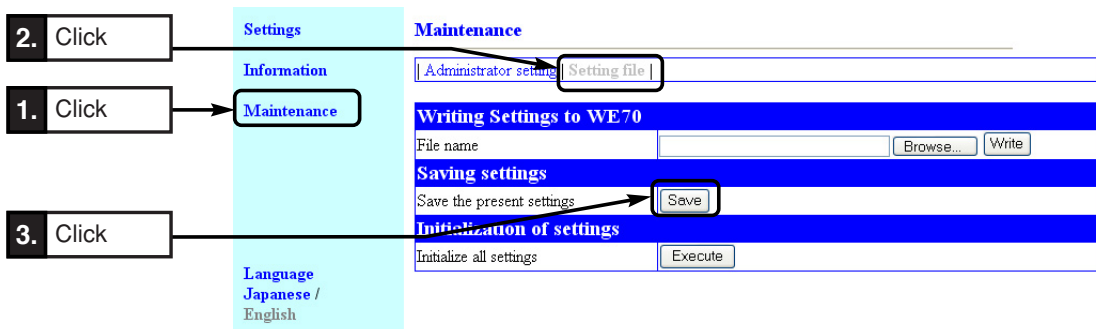 2. Click
1. Click
3. Click
Settings
Information
Maintenance
Language
Japanese /
English
Maintenance
| Administrator setting | Setting file |
Writing Settings to WE70
File name Browse... Write
Saving settings
Save the present settings Save
Initialization of settings
Initialize all settings Execute